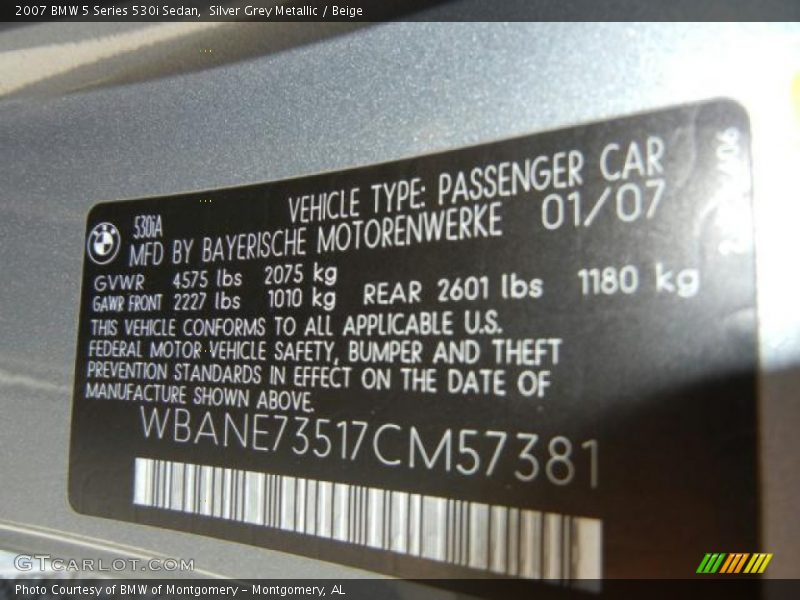 2007 BMW 5 Series 530i Sedan, Silver Grey Metallic / Beige
530iA VEHICLE TYPE: PASSENGER CAR
MFD BY BAYERISCHE MOTORENWERKE 01/07
GVWR 4575 lbs 2075 kg
GAWR FRONT 2227 lbs 1010 kg REAR 2601 lbs 1180 kg
THIS VEHICLE CONFORMS TO ALL APPLICABLE U.S.
FEDERAL MOTOR VEHICLE SAFETY, BUMPER AND THEFT
PREVENTION STANDARDS IN EFFECT ON THE DATE OF
MANUFACTURE SHOWN ABOVE.
WBANE73517CM57381
GTcarlot.com
Photo Courtesy of BMW of Montgomery – Montgomery, AL